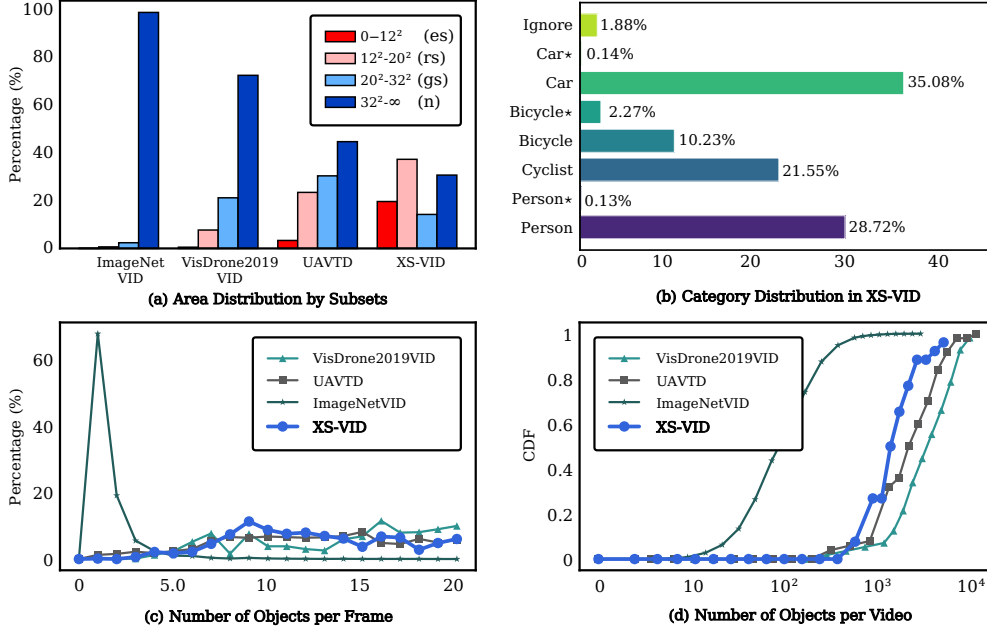 100
80
60
40
20
0
Percentage (%)
0−12² (es)
12²-20² (rs)
20²-32² (gs)
32²-∞ (n)
ImageNet
VID
VisDrone2019
VID
UAVTD
XS-VID
(a) Area Distribution by Subsets
Ignore
1.88%
Car⋆
0.14%
Car
35.08%
Bicycle⋆
2.27%
Bicycle
10.23%
Cyclist
21.55%
Person⋆
0.13%
Person
28.72%
0
10
20
30
40
(b) Category Distribution in XS-VID
60
40
20
0
Percentage (%)
VisDrone2019VID
UAVTD
ImageNetVID
XS-VID
0
5.0
10
15
20
(c) Number of Objects per Frame
1
0.8
0.6
0.4
0.2
0
CDF
VisDrone2019VID
UAVTD
ImageNetVID
XS-VID
0
10
10²
10³
10⁴
(d) Number of Objects per Video